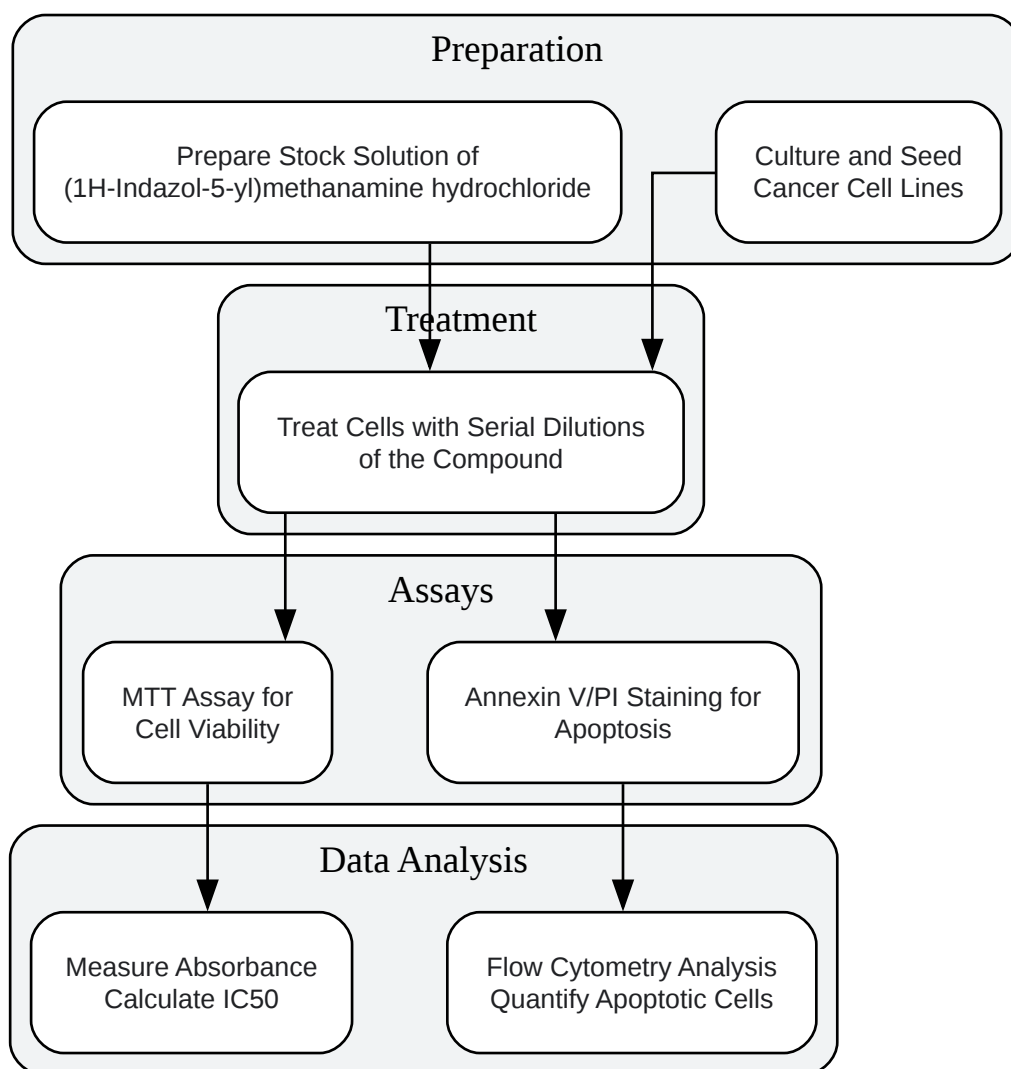 Preparation
Prepare Stock Solution of
(1H-Indazol-5-yl)methanamine hydrochloride
Culture and Seed
Cancer Cell Lines
Treatment
Treat Cells with Serial Dilutions
of the Compound
Assays
MTT Assay for
Cell Viability
Annexin V/PI Staining for
Apoptosis
Data Analysis
Measure Absorbance
Calculate IC50
Flow Cytometry Analysis
Quantify Apoptotic Cells